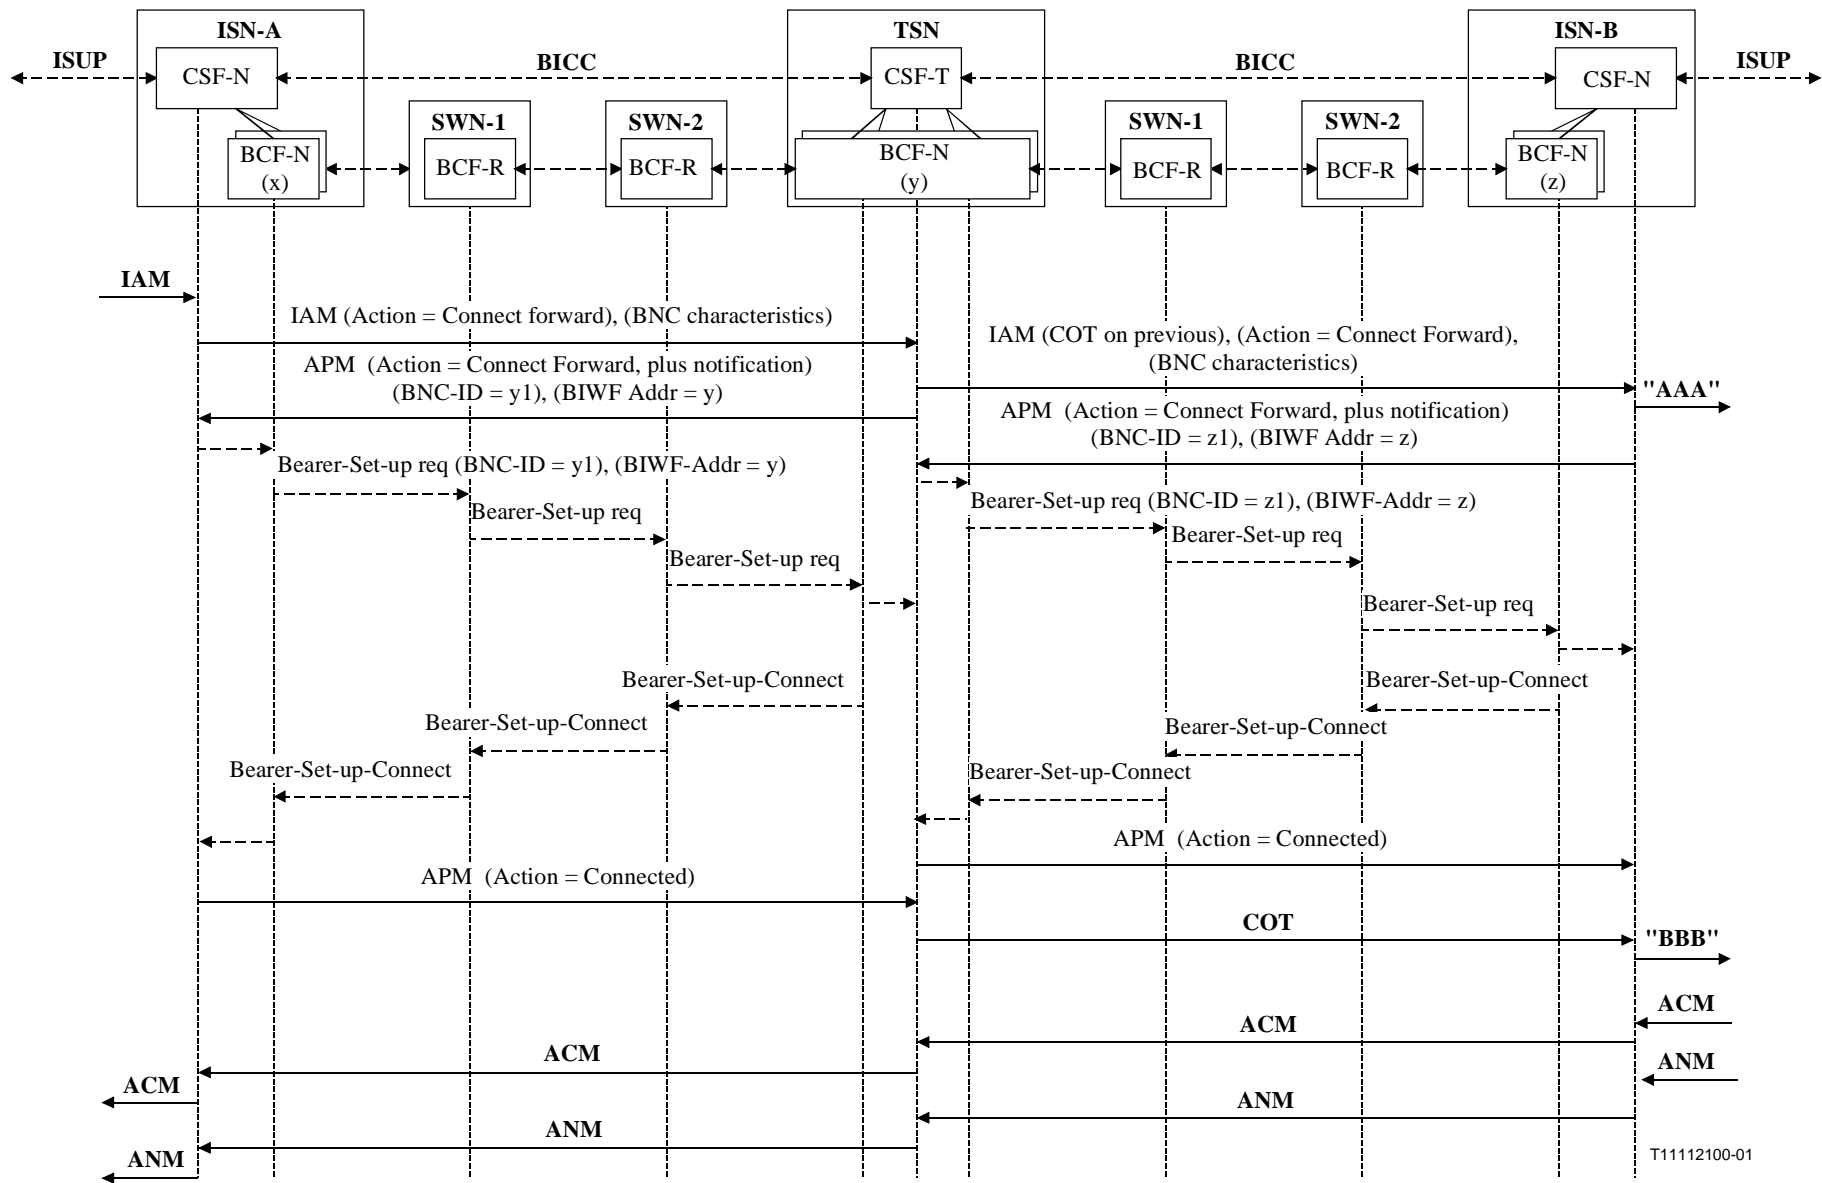 ISN-A
TSN
ISN-B
ISUP
CSF-N
BICC
CSF-T
BICC
CSF-N
ISUP
SWN-1
SWN-2
SWN-1
SWN-2
BCF-N
(x)
BCF-R
BCF-R
BCF-N
(y)
BCF-R
BCF-R
BCF-N
(z)
IAM
IAM (Action = Connect forward), (BNC characteristics)
IAM (COT on previous), (Action = Connect Forward),
(BNC characteristics)
APM (Action = Connect Forward, plus notification)
(BNC-ID = y1), (BIWF Addr = y)
"AAA"
APM (Action = Connect Forward, plus notification)
(BNC-ID = z1), (BIWF Addr = z)
Bearer-Set-up req (BNC-ID = y1), (BIWF-Addr = y)
Bearer-Set-up req (BNC-ID = z1), (BIWF-Addr = z)
Bearer-Set-up req
Bearer-Set-up req
Bearer-Set-up req
Bearer-Set-up req
Bearer-Set-up-Connect
Bearer-Set-up-Connect
Bearer-Set-up-Connect
Bearer-Set-up-Connect
Bearer-Set-up-Connect
Bearer-Set-up-Connect
APM (Action = Connected)
APM (Action = Connected)
COT
"BBB"
ACM
ACM
ACM
ACM
ANM
ANM
ANM
ANM
T11112100-01